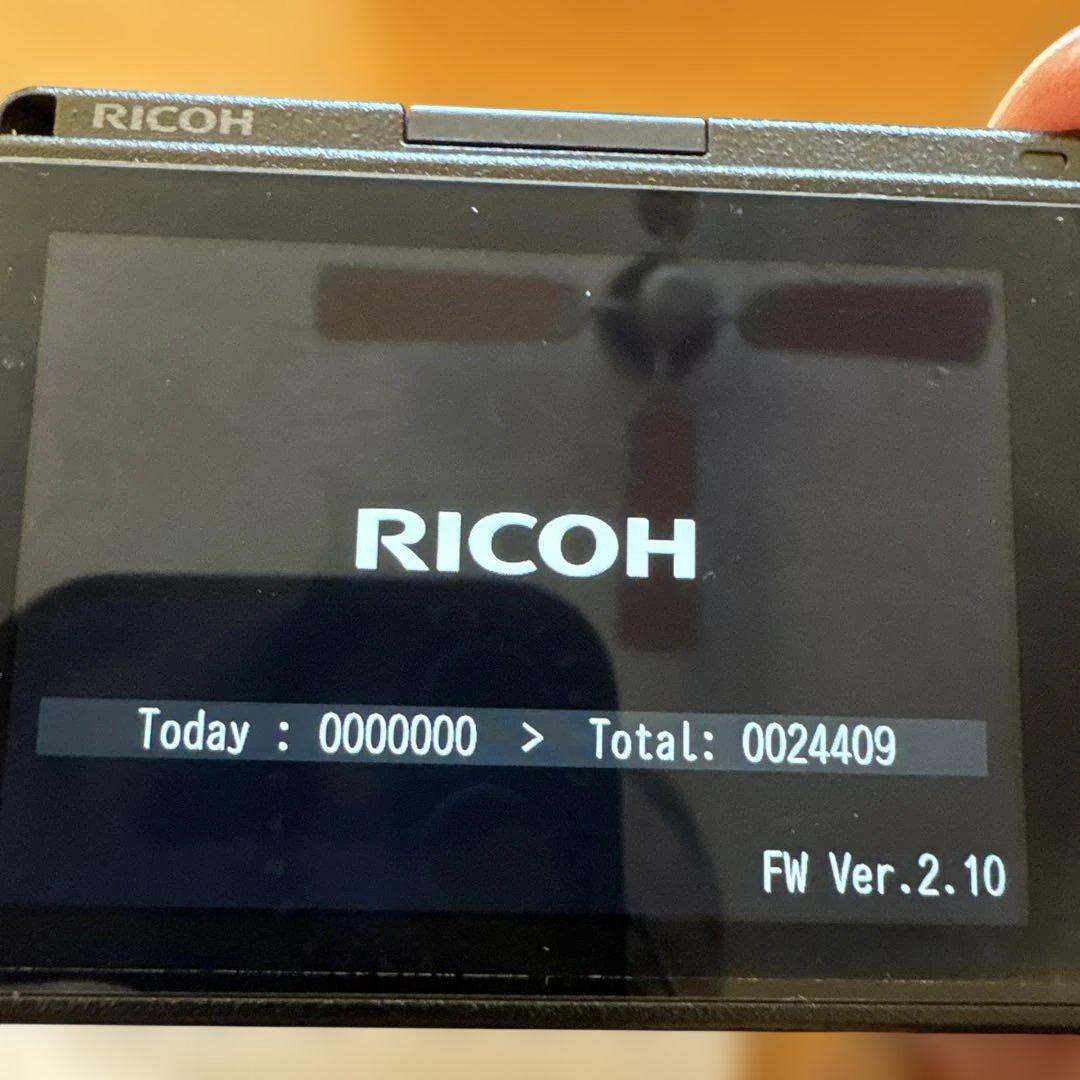 RICOH
RICOH
Today : 0000000 > Total: 0024409
FW Ver.2.10